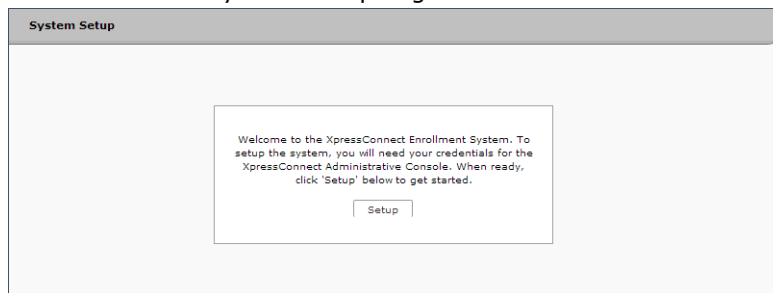 System Setup
Welcome to the XpressConnect Enrollment System. To
setup the system, you will need your credentials for the
XpressConnect Administrative Console. When ready,
click 'Setup' below to get started.
Setup